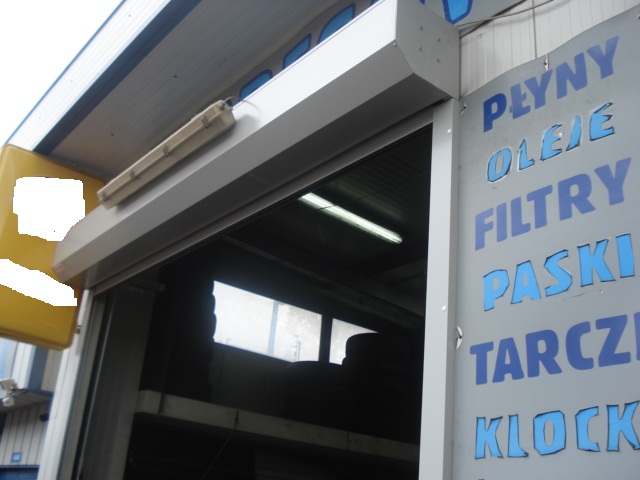 PŁYNY
OLEJE
FILTRY
PASKI
TARCZ
KLOCK